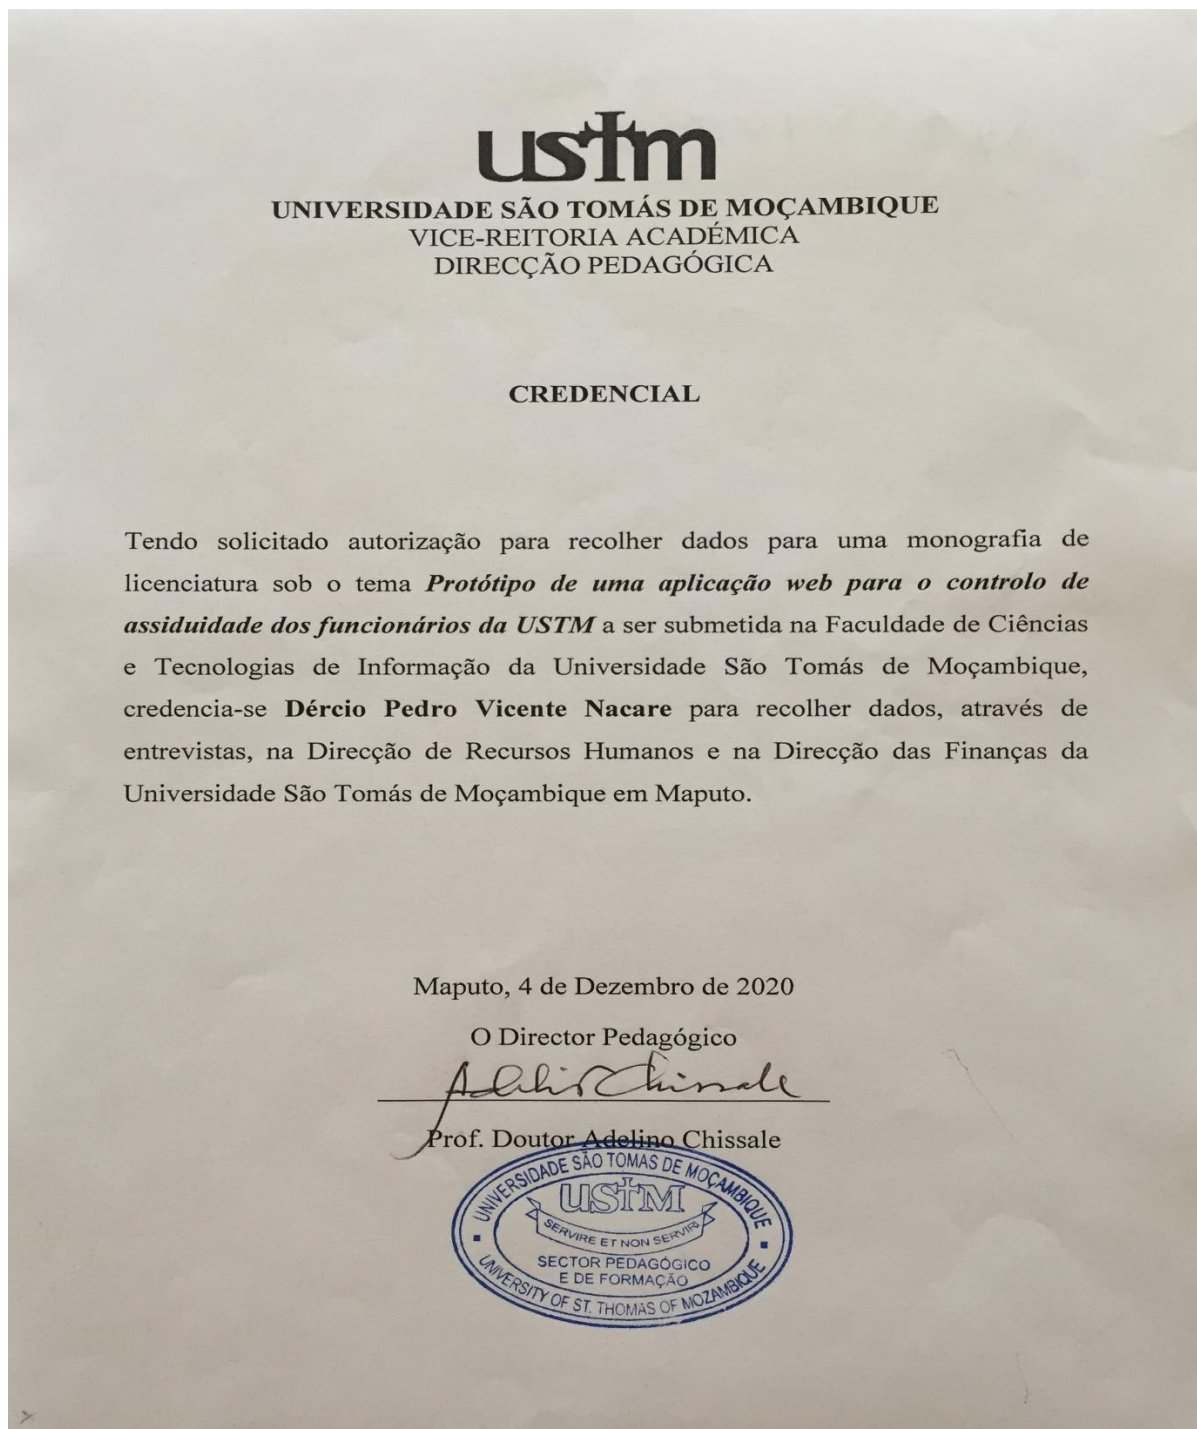 ustm
UNIVERSIDADE SÃO TOMÁS DE MOÇAMBIQUE
VICE-REITORIA ACADÉMICA
DIRECÇÃO PEDAGÓGICA
CREDENCIAL
Tendo solicitado autorização para recolher dados para uma monografia de
licenciatura sob o tema Protótipo de uma aplicação web para o controlo de
assiduidade dos funcionários da USTM a ser submetida na Faculdade de Ciências
e Tecnologias de Informação da Universidade São Tomás de Moçambique,
credencia-se Dércio Pedro Vicente Nacare para recolher dados, através de
entrevistas, na Direcção de Recursos Humanos e na Direcção das Finanças da
Universidade São Tomás de Moçambique em Maputo.
Maputo, 4 de Dezembro de 2020
O Director Pedagógico
Adelino Chissale
Prof. Doutor Adelino Chissale
UNIVERSIDADE SÃO TOMAS DE MOÇAMBIQUE
USTM
SERVIRE ET NON SERVIRI
SECTOR PEDAGÓGICO
E DE FORMAÇÃO
UNIVERSITY OF ST. THOMAS OF MOZAMBIQUE